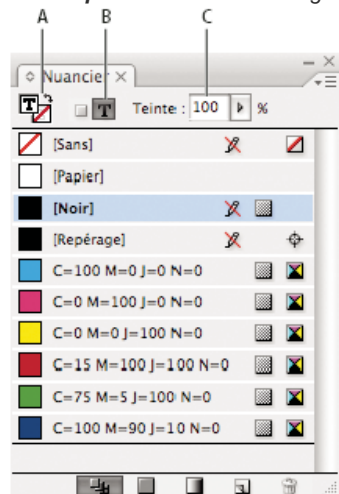 A B C
Nuancier
T T Teinte : 100 %
[Sans]
[Papier]
[Noir]
[Repérage]
C=100 M=0 J=0 N=0
C=0 M=100 J=0 N=0
C=0 M=0 J=100 N=0
C=15 M=100 J=100 N=0
C=75 M=5 J=100 N=0
C=100 M=90 J=10 N=0